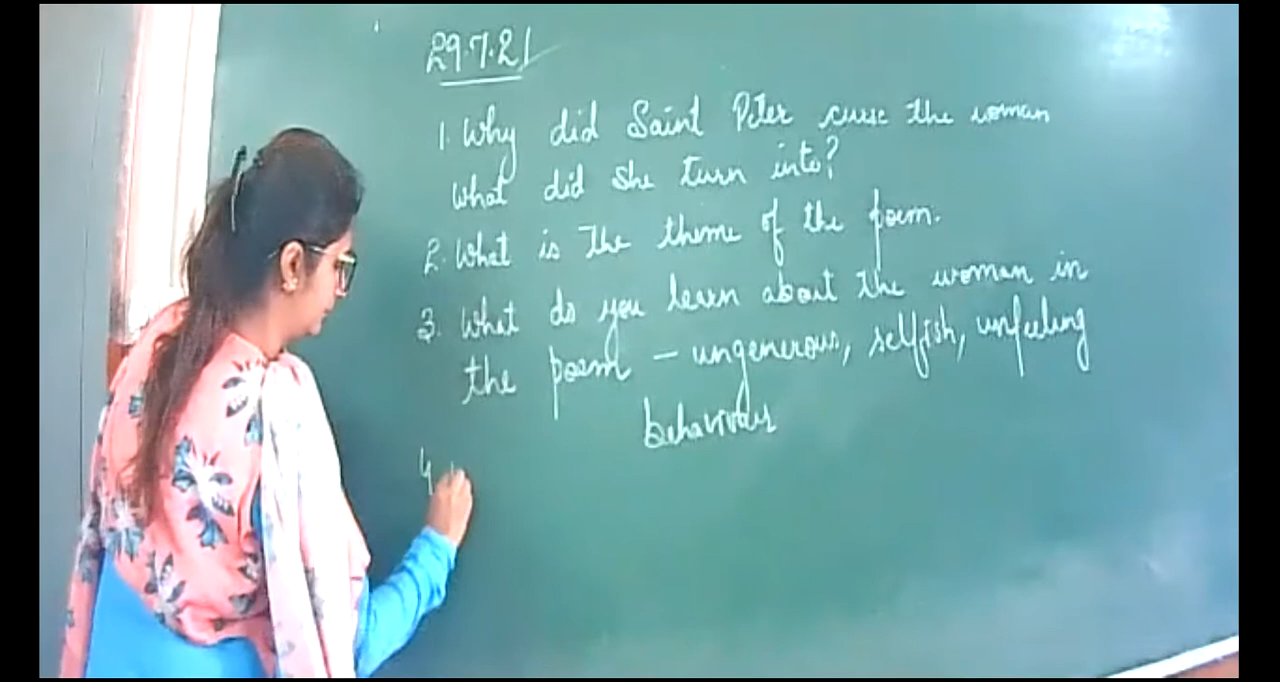 29.7.21
1. Why did Saint Peter curse the woman
What did she turn into?
2. What is the theme of the poem.
3. What do you learn about the woman in
the poem – ungenerous, selfish, unfeeling
behaviour
4